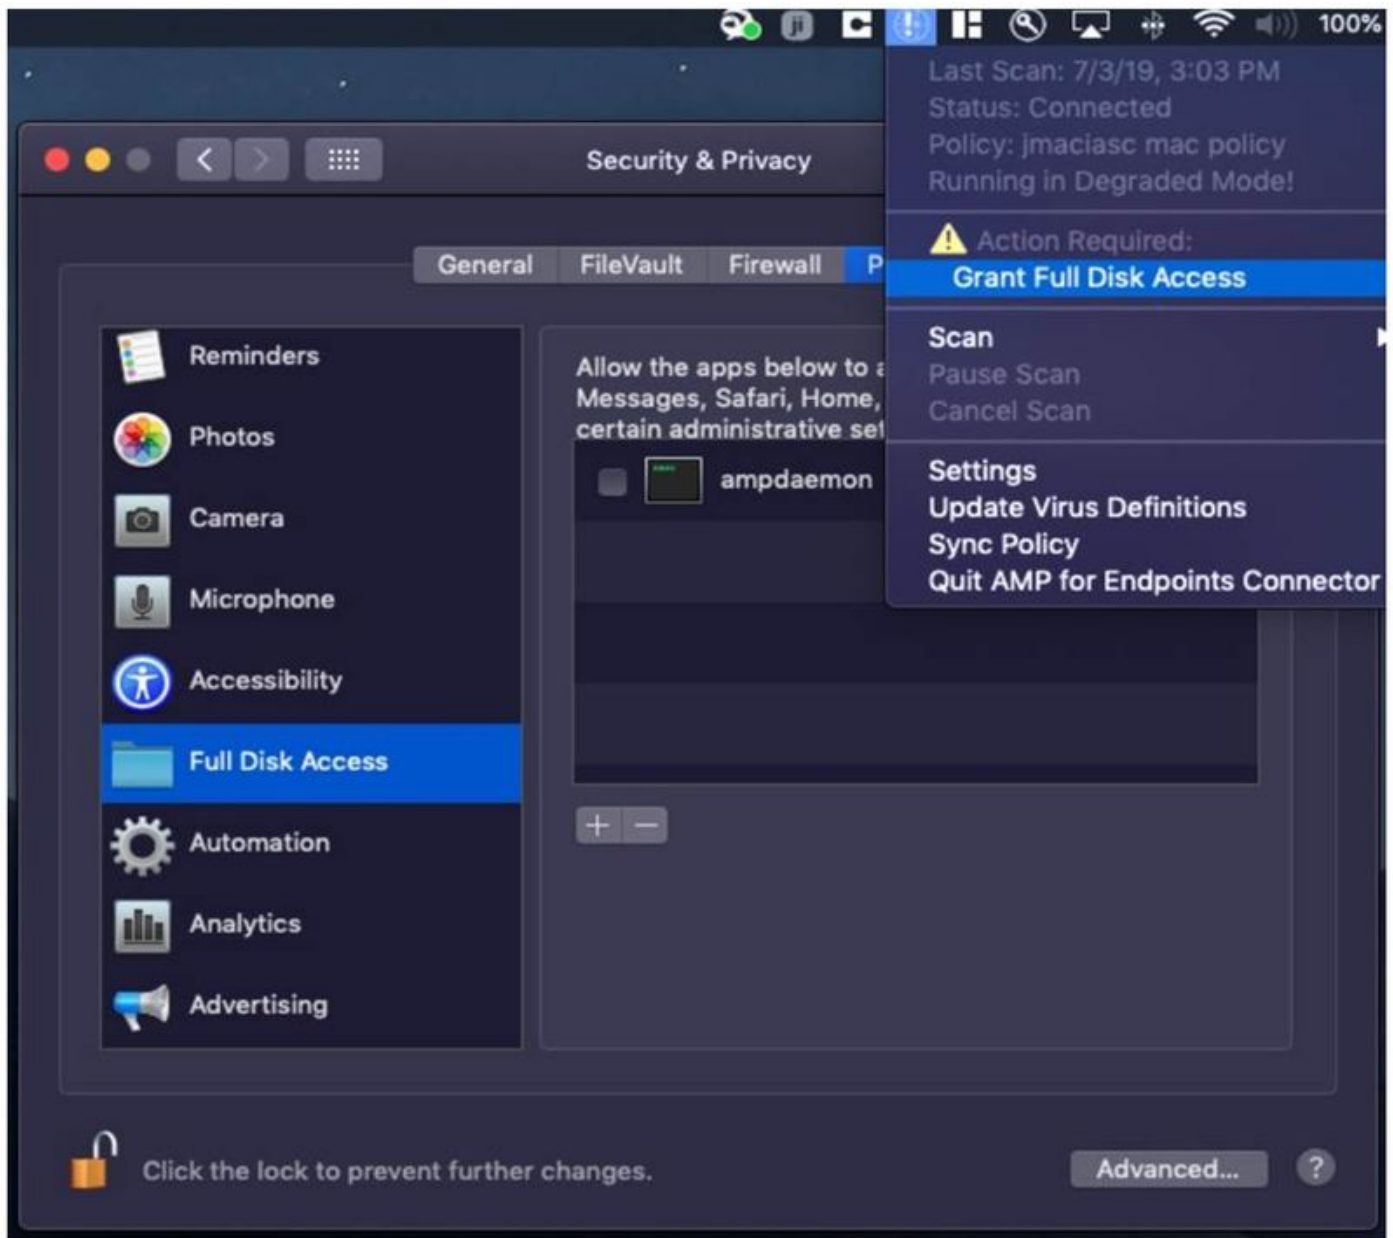 ji
100%
Last Scan: 7/3/19, 3:03 PM
Status: Connected
Policy: jmaciasc mac policy
Running in Degraded Mode!
Action Required:
Grant Full Disk Access
Scan
Pause Scan
Cancel Scan
Settings
Update Virus Definitions
Sync Policy
Quit AMP for Endpoints Connector
Security & Privacy
General
FileVault
Firewall
P
Reminders
Photos
Camera
Microphone
Accessibility
Full Disk Access
Automation
Analytics
Advertising
Allow the apps below to a
Messages, Safari, Home,
certain administrative set
ampdaemon
Click the lock to prevent further changes.
Advanced...
?